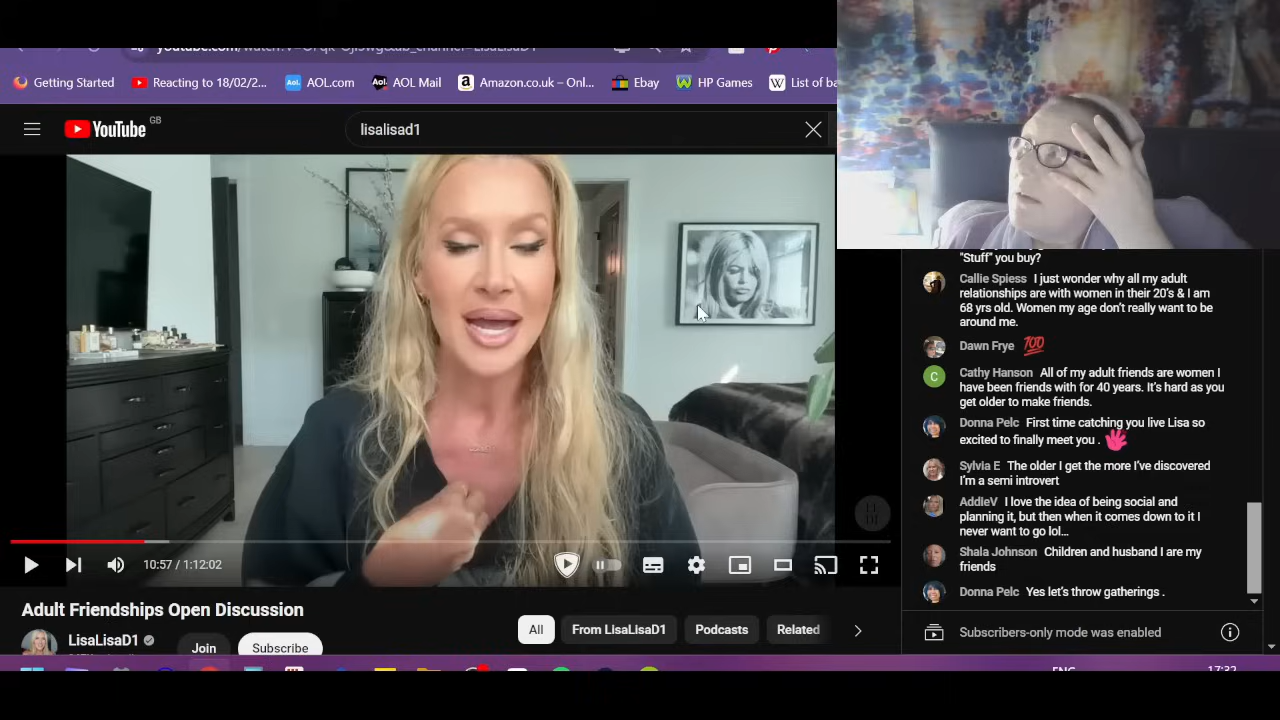 Getting Started
Reacting to 18/02/2...
AOL.com
AOL Mail
Amazon.co.uk – Onl...
Ebay
HP Games
List of ba
YouTube GB
lisalisad1
"Stuff" you buy?
Callie Spiess I just wonder why all my adult
relationships are with women in their 20's & I am
68 yrs old. Women my age don't really want to be
around me.
Dawn Frye 100
C
Cathy Hanson All of my adult friends are women I
have been friends with for 40 years. It's hard as you
get older to make friends.
Donna Pelc First time catching you live Lisa so
excited to finally meet you .
Sylvia E The older I get the more I've discovered
I'm a semi introvert
AddieV I love the idea of being social and
planning it, but then when it comes down to it I
never want to go lol...
Shala Johnson Children and husband I are my
friends
Donna Pelc Yes let's throw gatherings .
Subscribers-only mode was enabled
10:57 / 1:12:02
Adult Friendships Open Discussion
LisaLisaD1
Join
Subscribe
All
From LisaLisaD1
Podcasts
Related
ENG
17:32